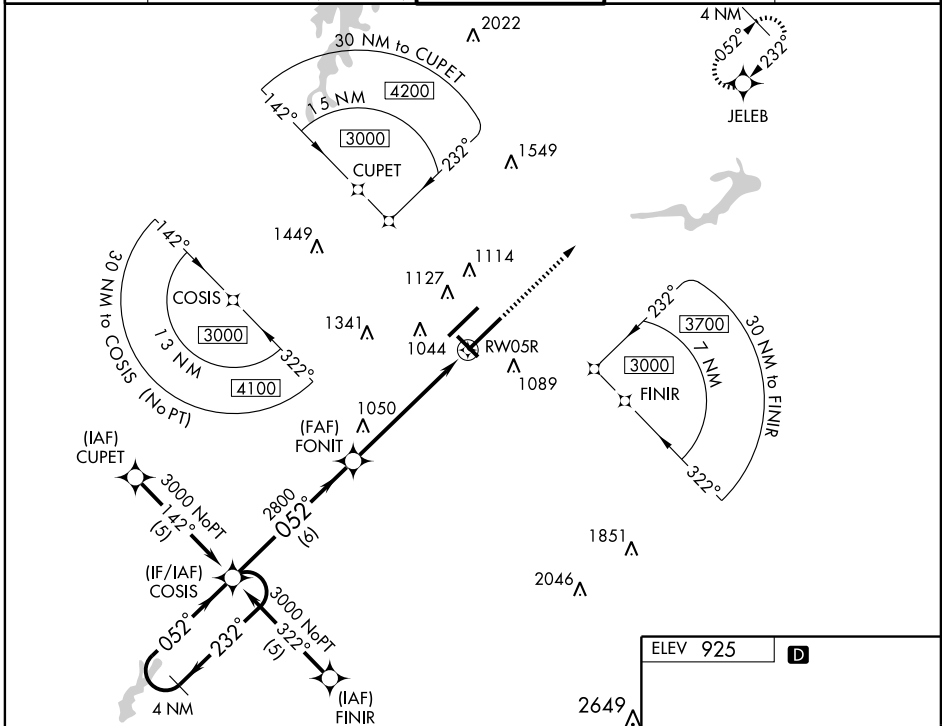 2022
30 NM to CUPET
4200
15 NM
142°
3000
232°
CUPET
4 NM
052°
232°
JELEB
1549
1449
142°
COSIS
3000
13 NM
322°
4100
30 NM to COSIS (NoPT)
1114
1127
1341
1044
RW05R
1089
232°
3700
7 NM
3000
FINIR
30 NM to FINIR
322°
1050
(FAF)
FONIT
(IAF)
CUPET
3000 NoPT
142°
(5)
2800
052°
(6)
(IF/IAF)
COSIS
3000 NoPT
322°
(5)
052°
232°
4 NM
(IAF)
FINIR
1851
2046
2649
ELEV 925
D